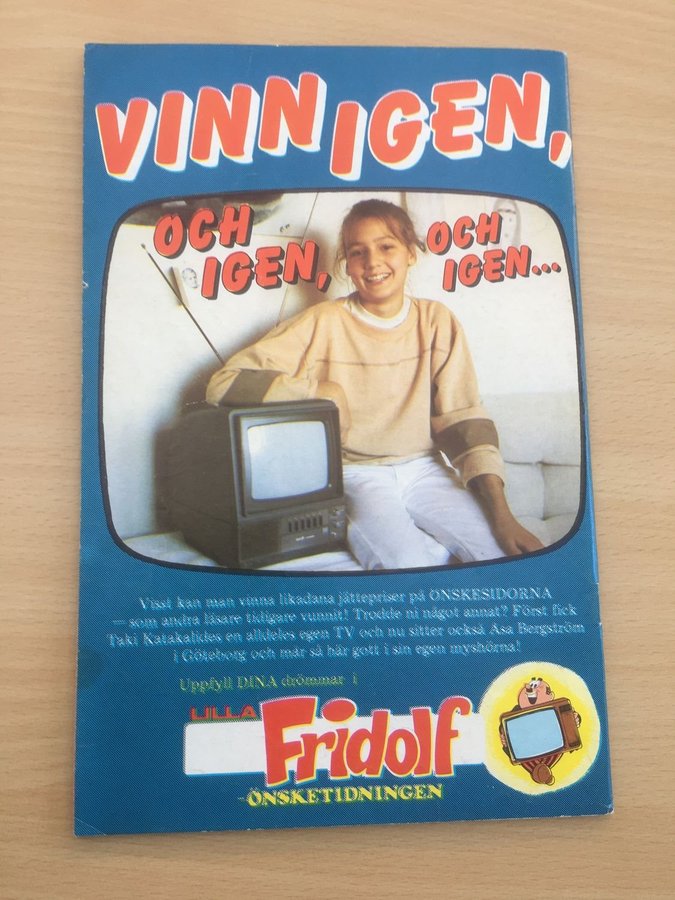 VINN IGEN,
OCH IGEN,
OCH IGEN...
Visst kan man vinna likadana jättepriser på ÖNSKESIDORNA
— som andra läsare tidigare vunnit! Trodde ni något annat? Först fick
Taki Katakalides en alldeles egen TV och nu sitter också Åsa Bergström
i Göteborg och mår så här gott i sin egen myshörna!
Uppfyll DINA drömmar i
LILLA
Fridolf
-ÖNSKETIDNINGEN